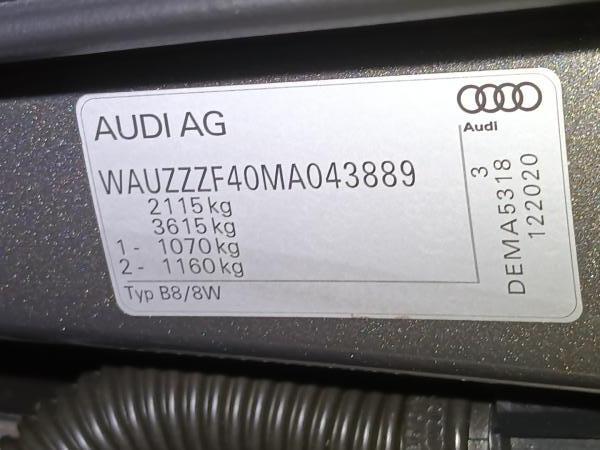 AUDI AG
Audi
WAUZZZF40MA043889
2115 kg
3615 kg
1 - 1070 kg
2 - 1160 kg
Typ B8/8W
3
DEMA5318
122020